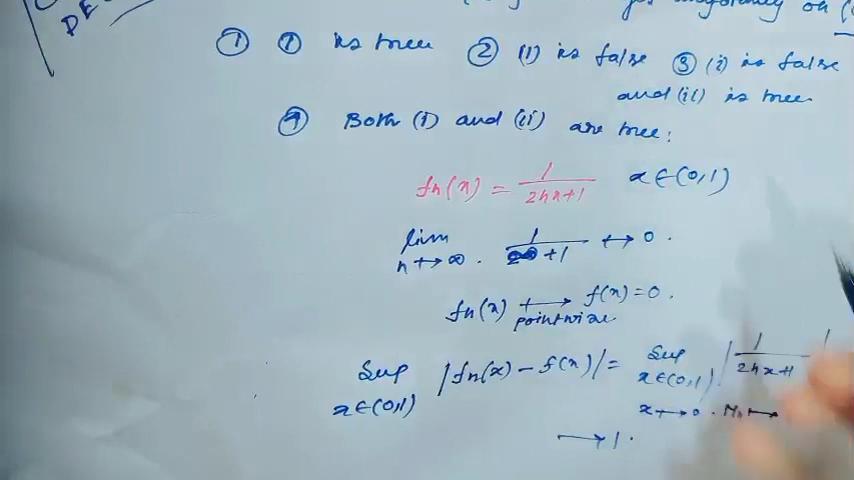 on (
① ① is true ② (i) is false ③ (i) is false
and (ii) is true
④ Both (i) and (ii) are true:
fn(x) = 1/(2nx+1) x ∈ (0,1)
lim n→∞ . 1/(∞+1) → 0 .
fn(x) → pointwise f(x) = 0 .
Sup x∈(0,1) |fn(x) − f(x)| = Sup x∈(0,1) | 1/(2nx+1)
x → 0 .
→ 1 .